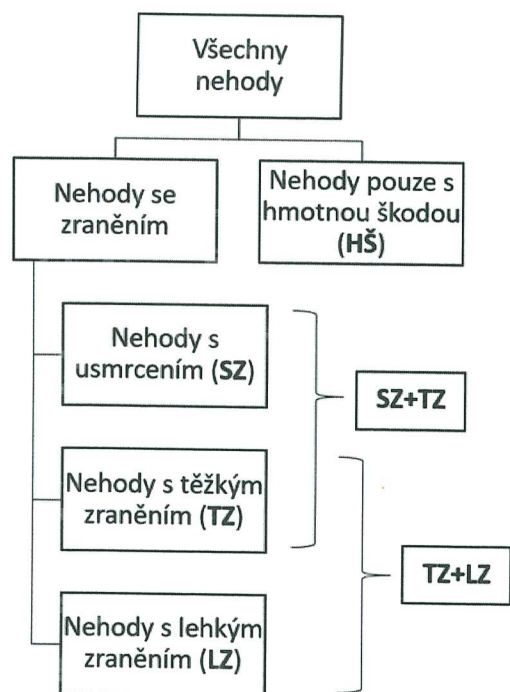 Všechny
nehody
Nehody se
zraněním
Nehody pouze s
hmotnou škodou
(HŠ)
Nehody s
usmrcením (SZ)
SZ+TZ
Nehody s těžkým
zraněním (TZ)
TZ+LZ
Nehody s lehkým
zraněním (LZ)